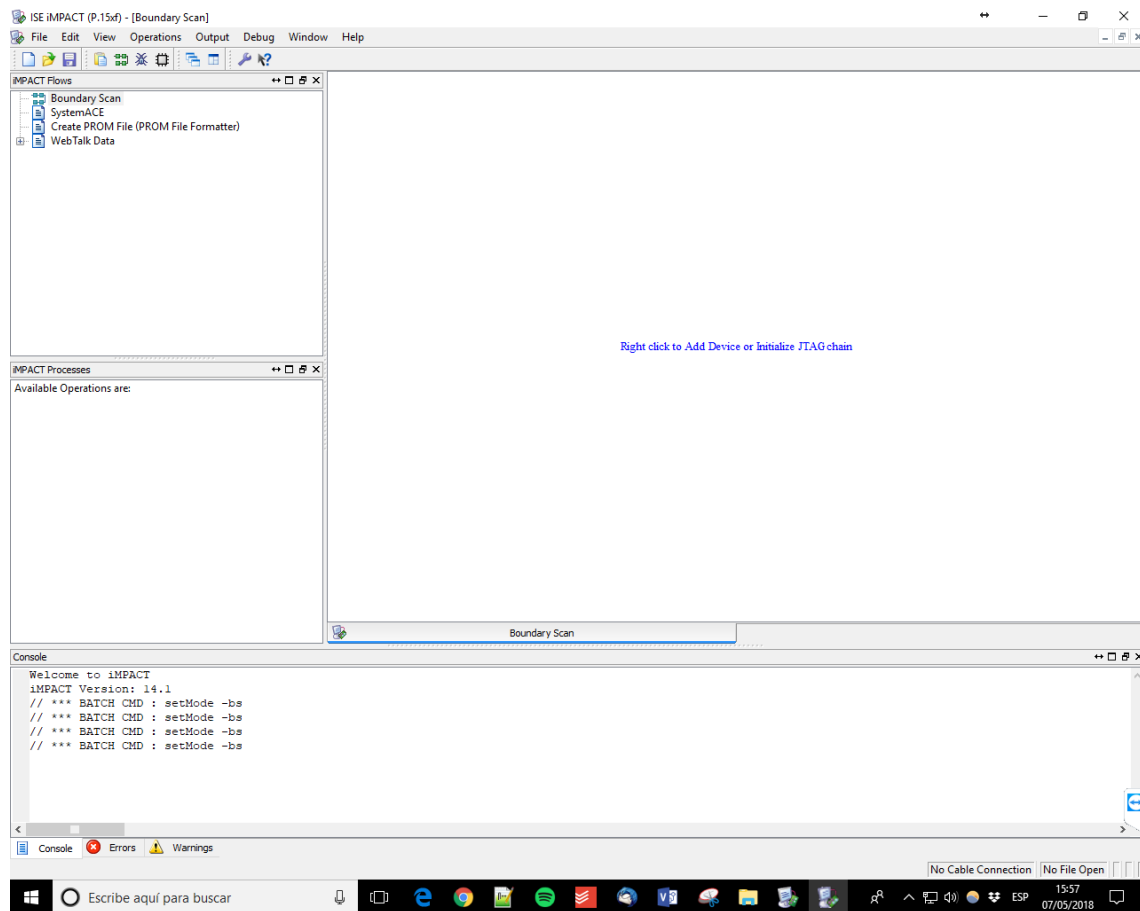 ISE iMPACT (P.15xf) - [Boundary Scan]
File Edit View Operations Output Debug Window Help
iMPACT Flows
Boundary Scan
SystemACE
Create PROM File (PROM File Formatter)
WebTalk Data
Right click to Add Device or Initialize JTAG chain
iMPACT Processes
Available Operations are:
Boundary Scan
Console
Welcome to iMPACT
iMPACT Version: 14.1
// *** BATCH CMD : setMode -bs
// *** BATCH CMD : setMode -bs
// *** BATCH CMD : setMode -bs
// *** BATCH CMD : setMode -bs
Console Errors Warnings
No Cable Connection No File Open
Escribe aquí para buscar
ESP
15:57
07/05/2018